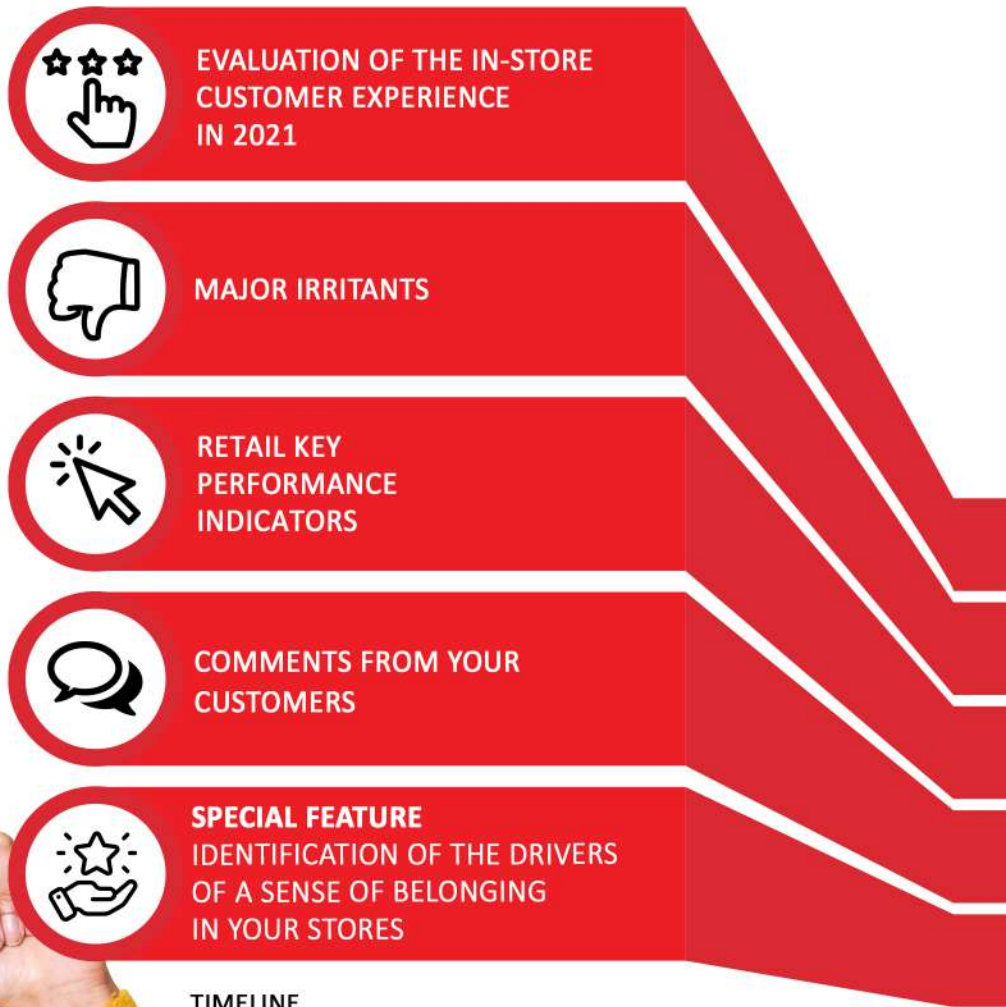 EVALUATION OF THE IN-STORE
CUSTOMER EXPERIENCE
IN 2021
MAJOR IRRITANTS
RETAIL KEY
PERFORMANCE
INDICATORS
COMMENTS FROM YOUR
CUSTOMERS
SPECIAL FEATURE
IDENTIFICATION OF THE DRIVERS
OF A SENSE OF BELONGING
IN YOUR STORES
TIMELINE